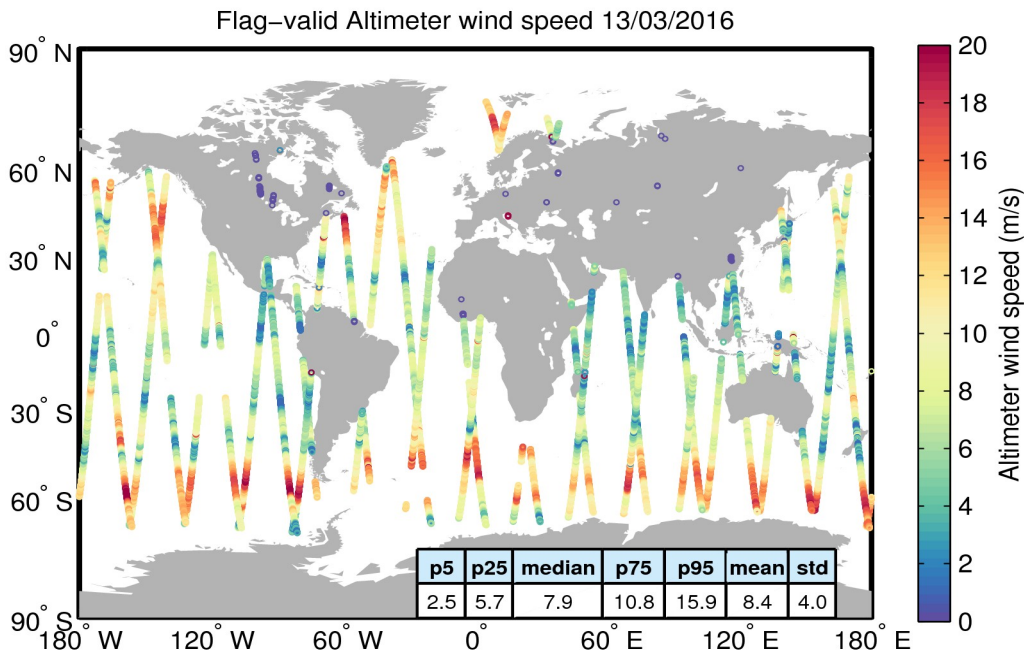 Flag−valid Altimeter wind speed 13/03/2016
90° N
60° N
30° N
0°
30° S
60° S
90° S
180° W
120° W
60° W
0°
60° E
120° E
180° E
p5 p25 median p75 p95 mean std
2.5 5.7 7.9 10.8 15.9 8.4 4.0
20
18
16
14
12
10
8
6
4
2
0
Altimeter wind speed (m/s)